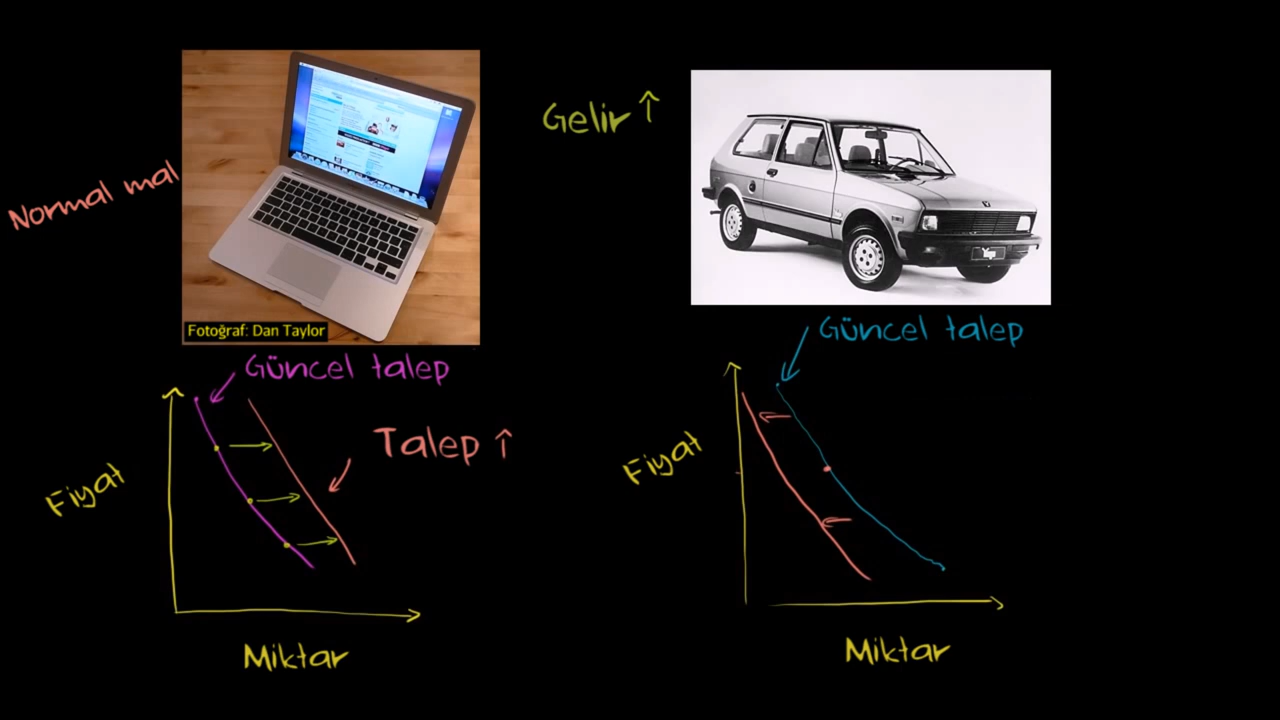 Normal mal
Fotoğraf: Dan Taylor
Gelir ↑
Güncel talep
Talep ↑
Fiyat
Miktar
Güncel talep
Fiyat
Miktar